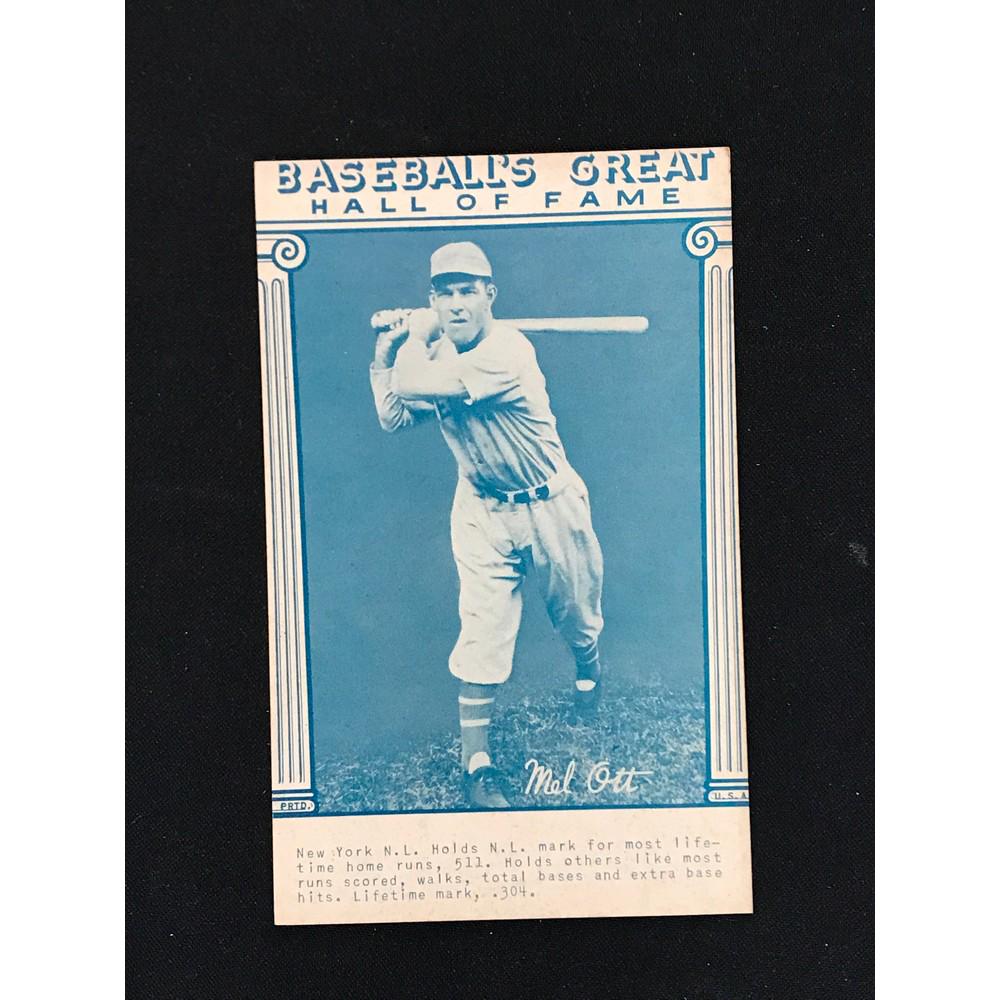 BASEBALL'S GREAT
HALL OF FAME
Mel Ott
PRTD. U.S.A
New York N.L. Holds N.L. mark for most life-
time home runs, 511. Holds others like most
runs scored, walks, total bases and extra base
hits. Lifetime mark, .304.